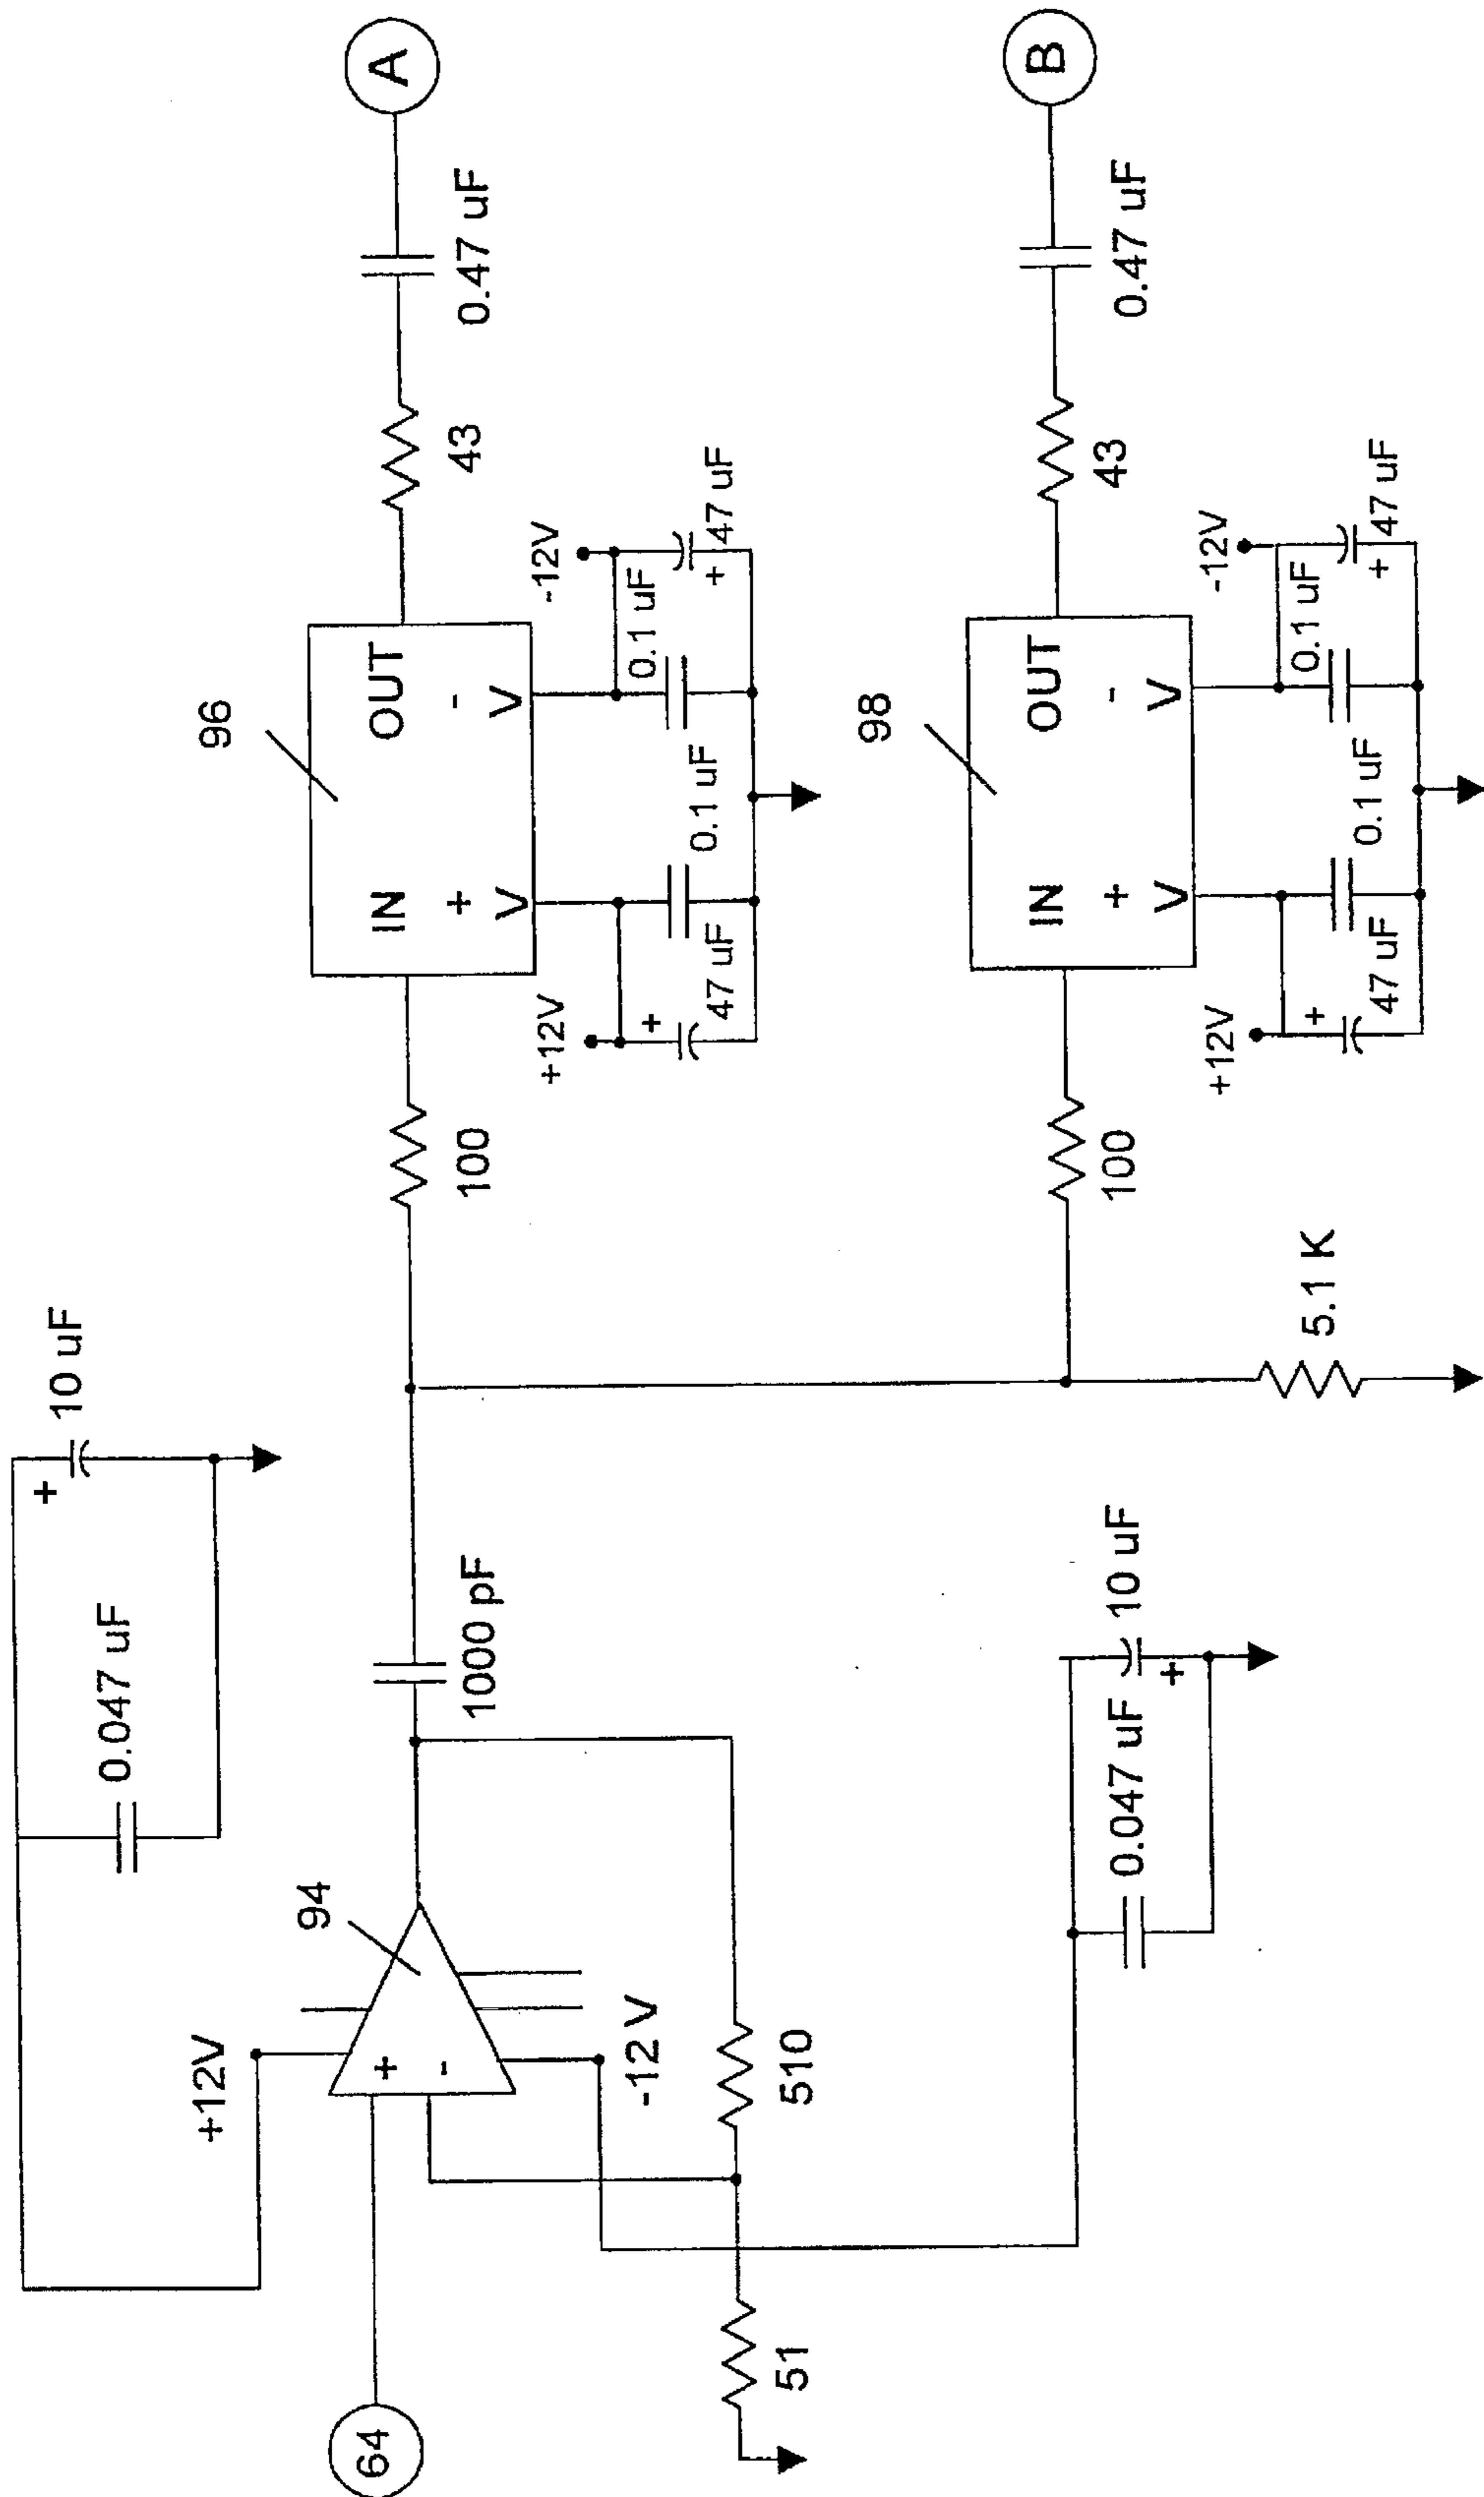 +
10 uF
0.047 uF
+12V
96
94
64
+
-
IN
OUT
+
-
V
V
A
1000 pF
100
43
0.47 uF
+12V
-12V
+
0.1 uF
-12 V
47 uF
0.1 uF
+
47 uF
51
510
98
IN
OUT
+
-
V
V
B
0.047 uF
10 uF
+
100
43
0.47 uF
+12V
-12V
5.1 K
+
0.1 uF
47 uF
0.1 uF
+
47 uF